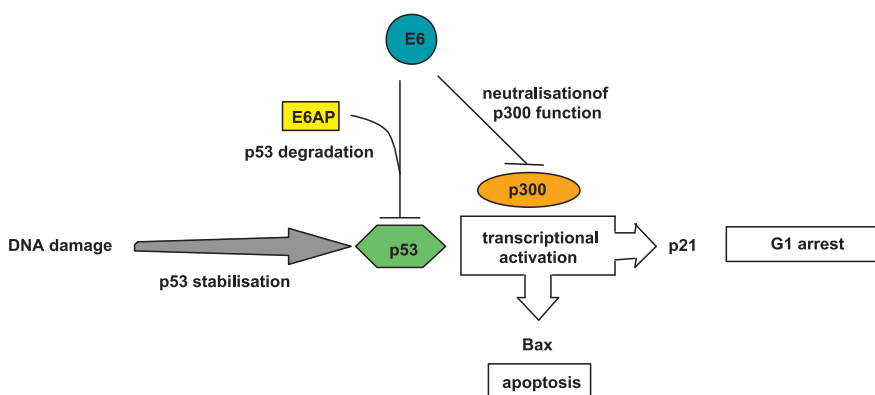 E6
neutralisationof
p300 function
E6AP
p53 degradation
p300
DNA damage
p53
transcriptional
activation
p21
G1 arrest
p53 stabilisation
Bax
apoptosis